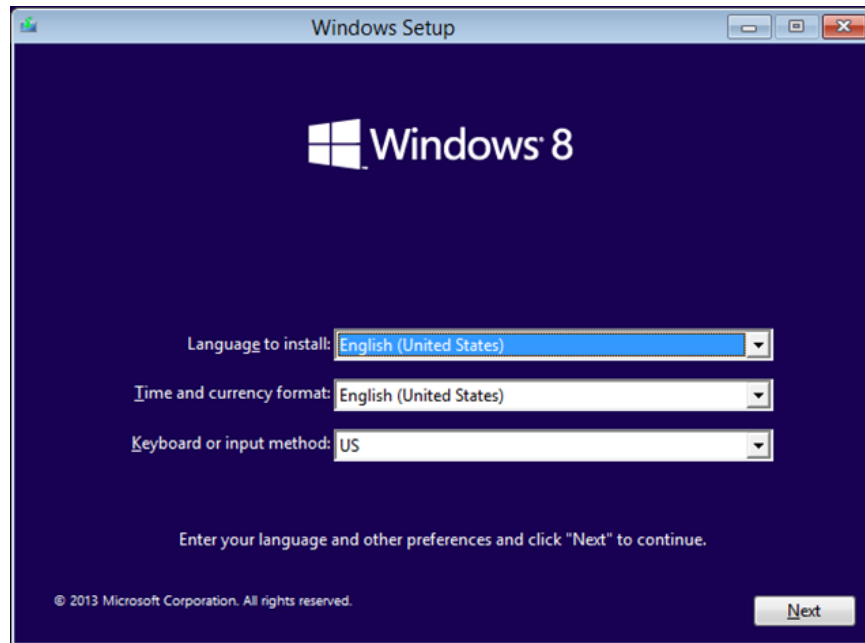 Windows Setup
Windows 8
Language to install: English (United States)
Time and currency format: English (United States)
Keyboard or input method: US
Enter your language and other preferences and click "Next" to continue.
© 2013 Microsoft Corporation. All rights reserved.
Next